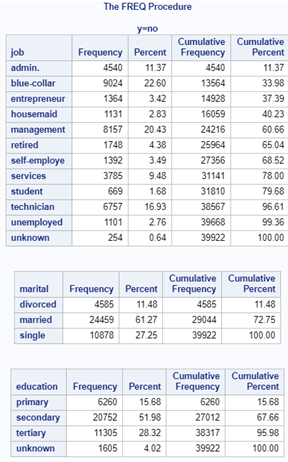 The FREQ Procedure
y=no
job Frequency Percent Cumulative Frequency Cumulative Percent
admin. 4540 11.37 4540 11.37
blue-collar 9024 22.60 13564 33.98
entrepreneur 1364 3.42 14928 37.39
housemaid 1131 2.83 16059 40.23
management 8157 20.43 24216 60.66
retired 1748 4.38 25964 65.04
self-employe 1392 3.49 27356 68.52
services 3785 9.48 31141 78.00
student 669 1.68 31810 79.68
technician 6757 16.93 38567 96.61
unemployed 1101 2.76 39668 99.36
unknown 254 0.64 39922 100.00
marital Frequency Percent Cumulative Frequency Cumulative Percent
divorced 4585 11.48 4585 11.48
married 24459 61.27 29044 72.75
single 10878 27.25 39922 100.00
education Frequency Percent Cumulative Frequency Cumulative Percent
primary 6260 15.68 6260 15.68
secondary 20752 51.98 27012 67.66
tertiary 11305 28.32 38317 95.98
unknown 1605 4.02 39922 100.00